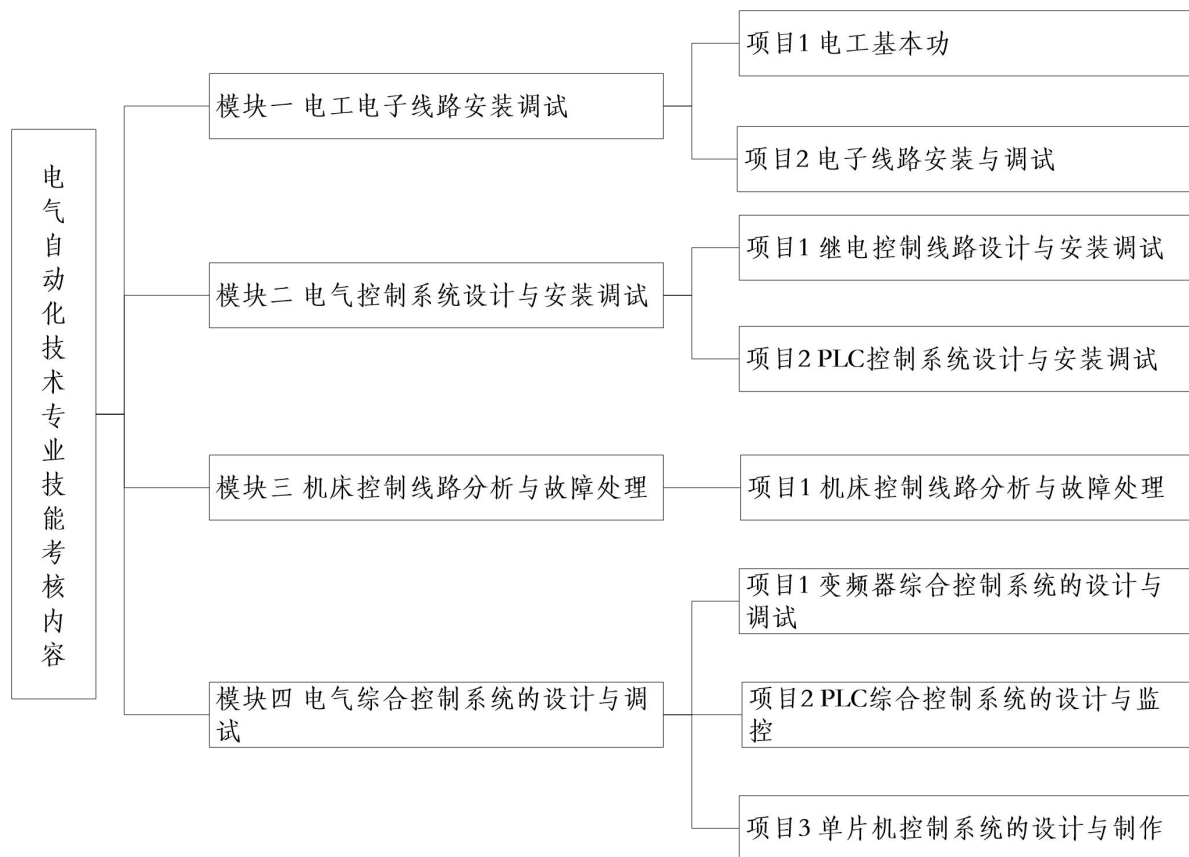 电气自动化技术专业技能考核内容
模块一 电工电子线路安装调试
项目1 电工基本功
项目2 电子线路安装与调试
模块二 电气控制系统设计与安装调试
项目1 继电控制线路设计与安装调试
项目2 PLC控制系统设计与安装调试
模块三 机床控制线路分析与故障处理
项目1 机床控制线路分析与故障处理
模块四 电气综合控制系统的设计与调
试
项目1 变频器综合控制系统的设计与
调试
项目2 PLC综合控制系统的设计与监
控
项目3 单片机控制系统的设计与制作